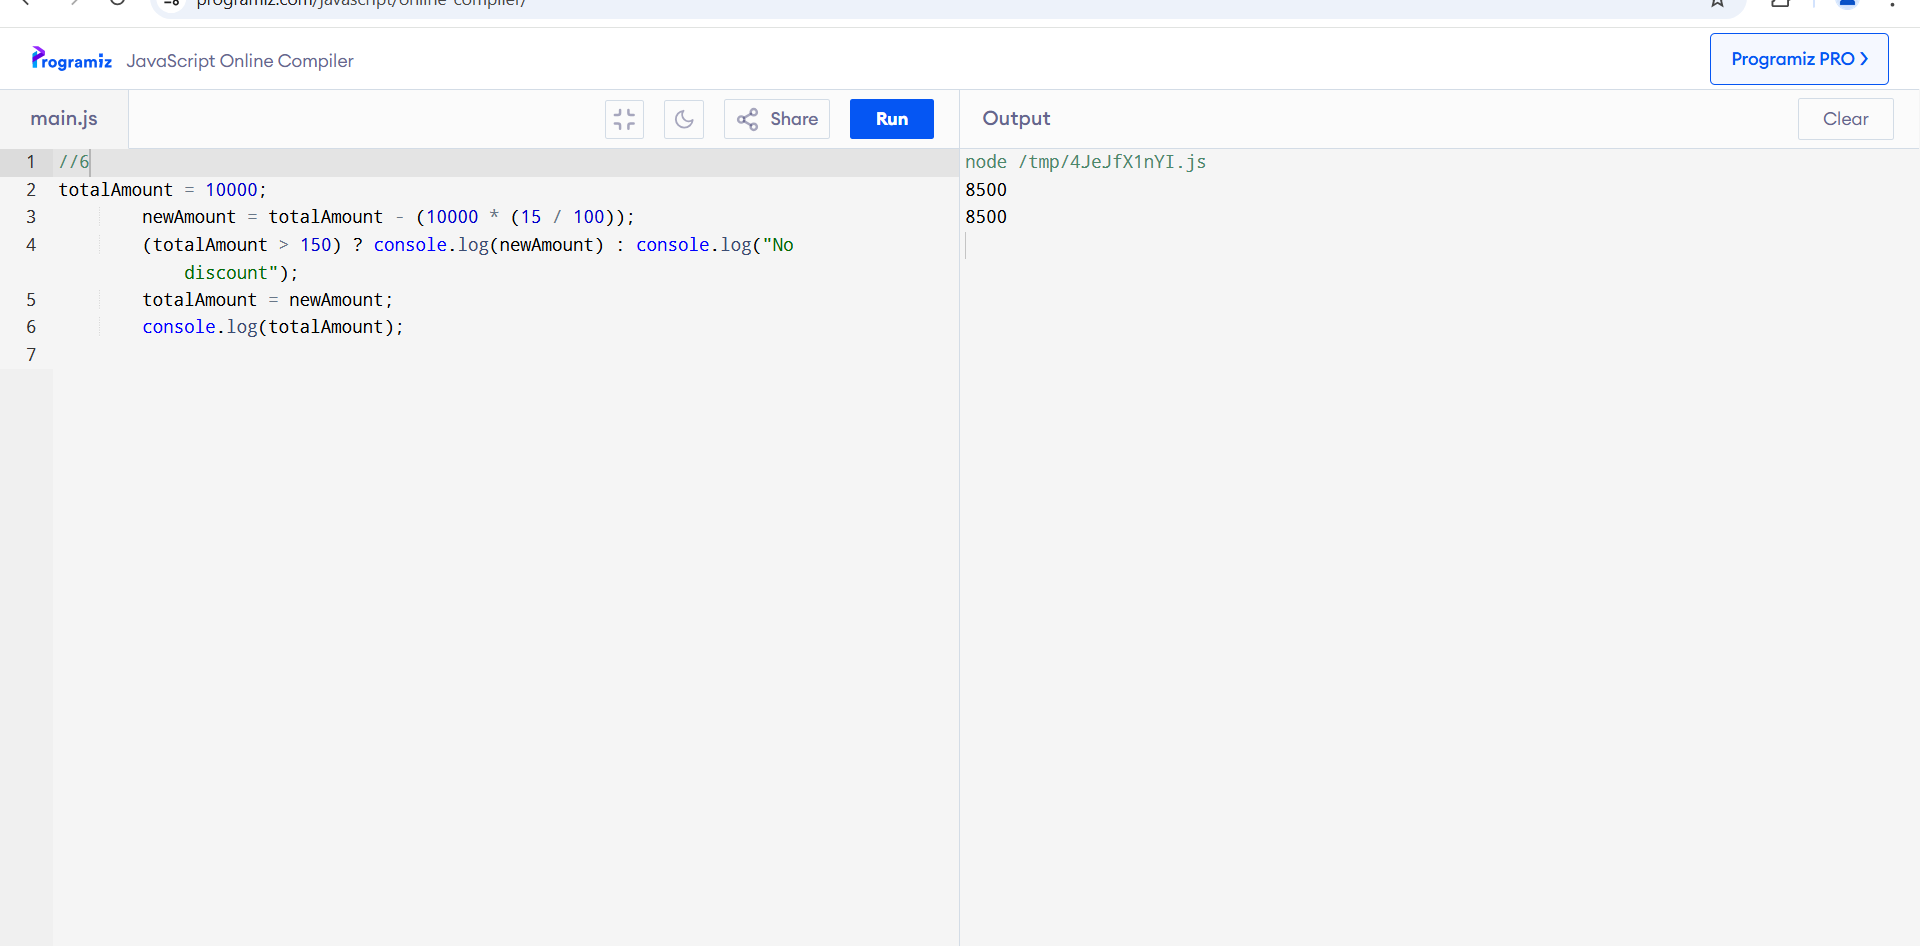 programiz.com/javascript/online-compiler/
Programiz JavaScript Online Compiler
Programiz PRO
main.js
Share
Run
Output
Clear
1 //6
2 totalAmount = 10000;
3 newAmount = totalAmount - (10000 * (15 / 100));
4 (totalAmount > 150) ? console.log(newAmount) : console.log("No
discount");
5 totalAmount = newAmount;
6 console.log(totalAmount);
7
node /tmp/4JeJfX1nYI.js
8500
8500